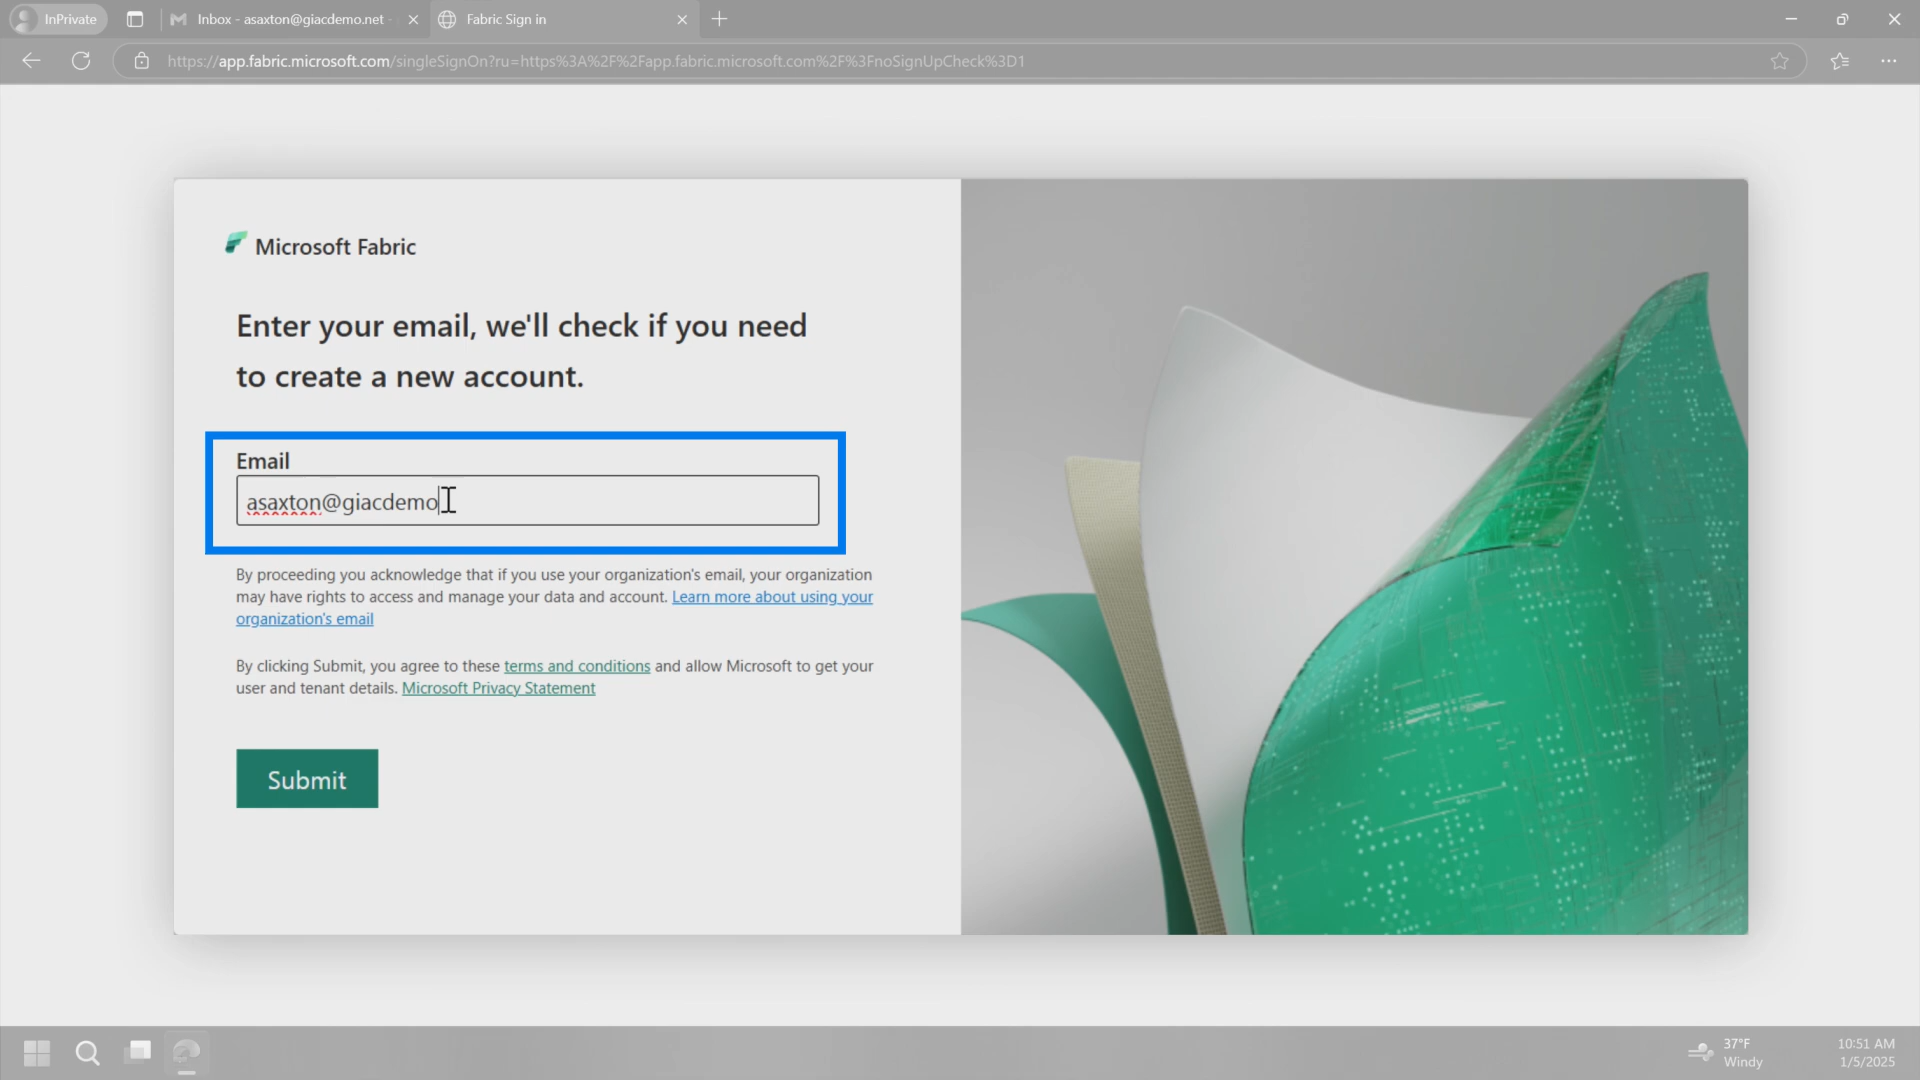 InPrivate
Inbox - asaxton@giacdemo.net -
Fabric Sign in
https://app.fabric.microsoft.com/singleSignOn?ru=https%3A%2F%2Fapp.fabric.microsoft.com%2F%3FnoSignUpCheck%3D1
Microsoft Fabric
Enter your email, we'll check if you need
to create a new account.
Email
asaxton@giacdemo
By proceeding you acknowledge that if you use your organization's email, your organization
may have rights to access and manage your data and account. Learn more about using your
organization's email
By clicking Submit, you agree to these terms and conditions and allow Microsoft to get your
user and tenant details. Microsoft Privacy Statement
Submit
37°F
Windy
10:51 AM
1/5/2025